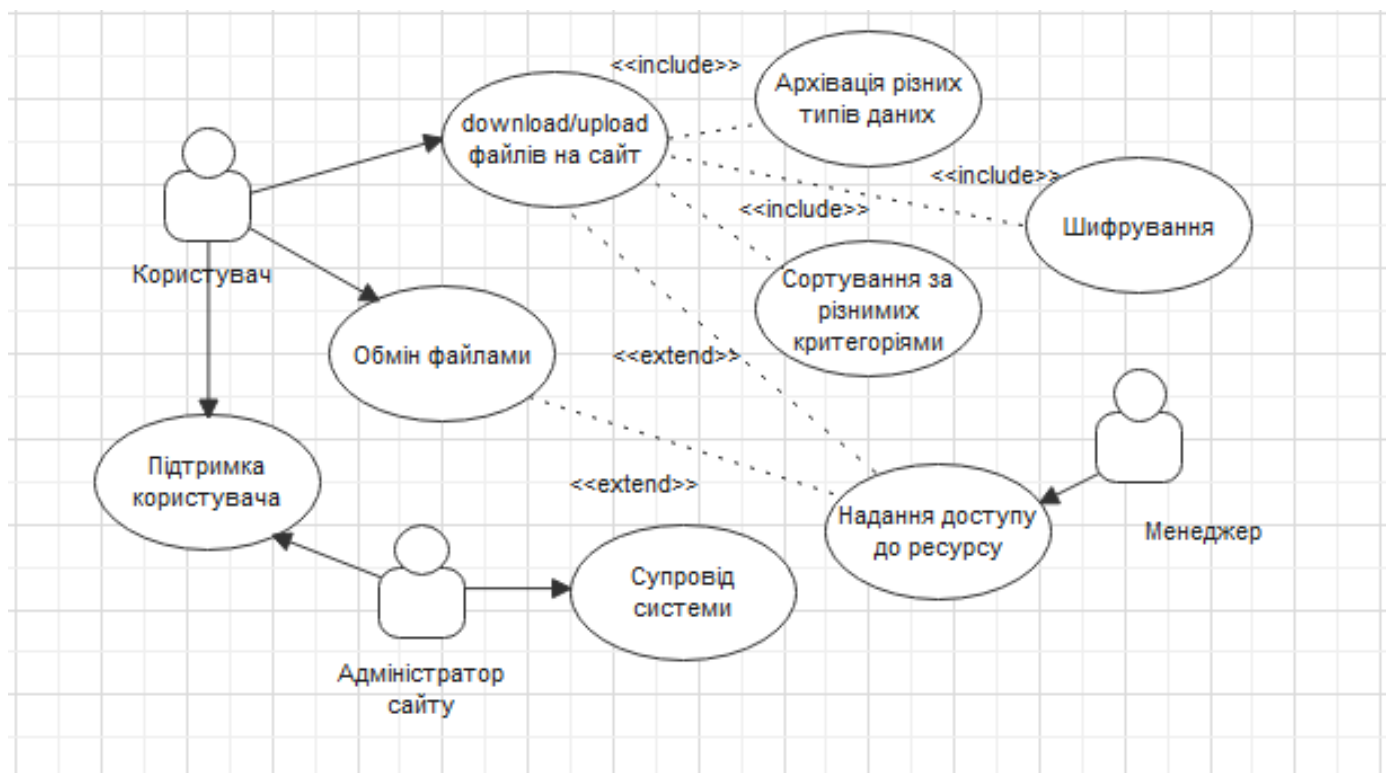 <<include>>
Архівація різних
типів даних
download/upload
файлів на сайт
<<include>>
Шифрування
<<include>>
Користувач
Сортування за
різнимих
критегоріями
Обмін файлами
<<extend>>
Підтримка
користувача
<<extend>>
Надання доступу
до ресурсу
Менеджер
Супровід
системи
Адміністратор
сайту